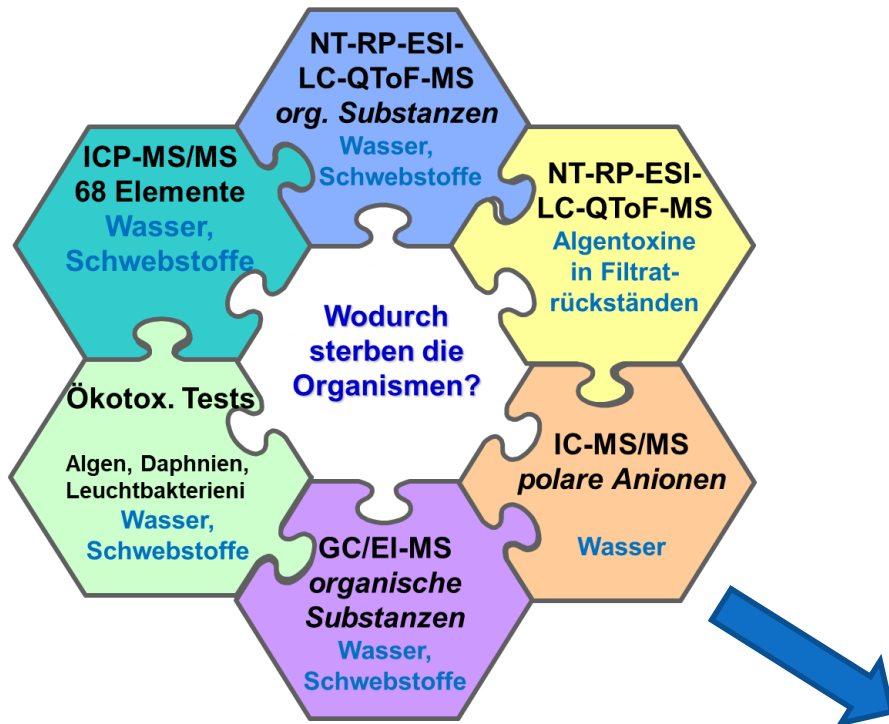 NT-RP-ESI-
LC-QToF-MS
org. Substanzen
Wasser,
Schwebstoffe
ICP-MS/MS
68 Elemente
Wasser,
Schwebstoffe
NT-RP-ESI-
LC-QToF-MS
Algentoxine
in Filtrat-
rückständen
Wodurch
sterben die
Organismen?
Ökotox. Tests
Algen, Daphnien,
Leuchtbakterieni
Wasser,
Schwebstoffe
IC-MS/MS
polare Anionen
Wasser
GC/EI-MS
organische
Substanzen
Wasser,
Schwebstoffe